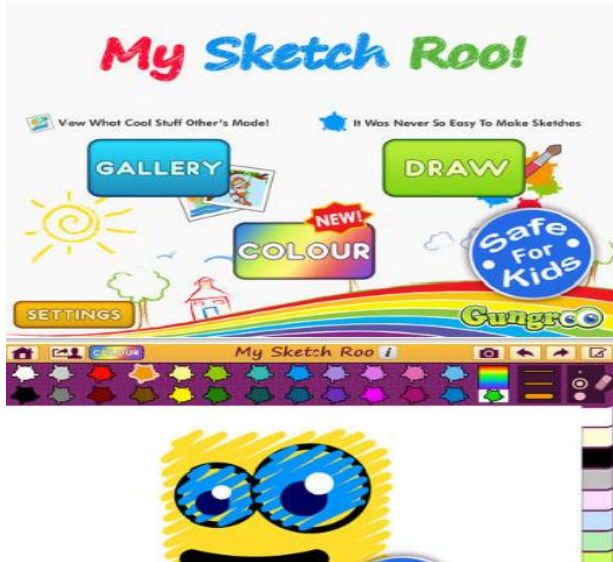 My Sketch Roo!
View What Cool Stuff Other's Made!
It Was Never So Easy To Make Sketches
GALLERY
DRAW
NEW!
COLOUR
Safe
For
Kids
SETTINGS
Gungroo
COLOUR
My Sketch Roo i